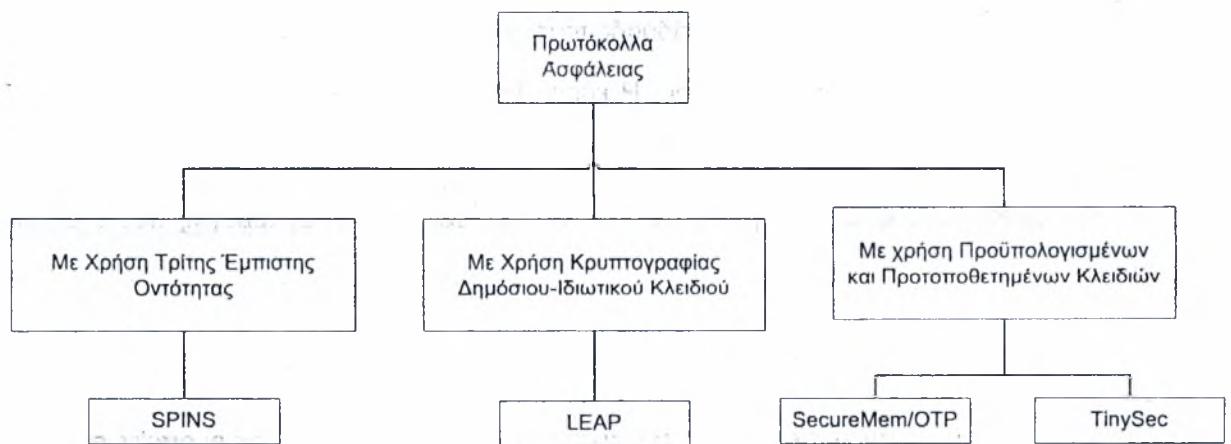 Πρωτόκολλα
Ασφάλειας
Με Χρήση Τρίτης Έμπιστης
Οντότητας
Με Χρήση Κρυπτογραφίας
Δημόσιου-Ιδιωτικού Κλειδιού
Με χρήση Προϋπολογισμένων
και Προτοποθετημένων Κλειδιών
SPINS
LEAP
SecureMem/OTP
TinySec